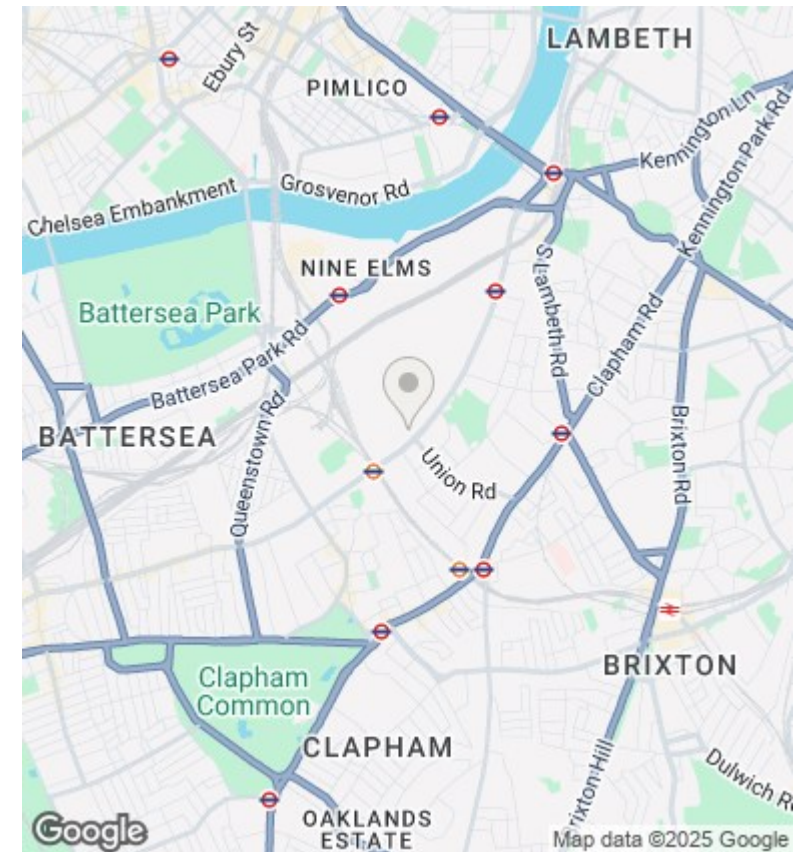 LAMBETH
Ebury St
PIMLICO
Kennington Ln
Kennington Park Rd
Grosvenor Rd
Chelsea Embankment
NINE ELMS
S Lambeth Rd
Battersea Park
Clapham Rd
Battersea Park Rd
BATTERSEA
Queenstown Rd
Union Rd
Brixton Rd
BRIXTON
Clapham
Common
CLAPHAM
Dulwich R
Brixton Hill
OAKLANDS
ESTATE
Google
Map data ©2025 Google